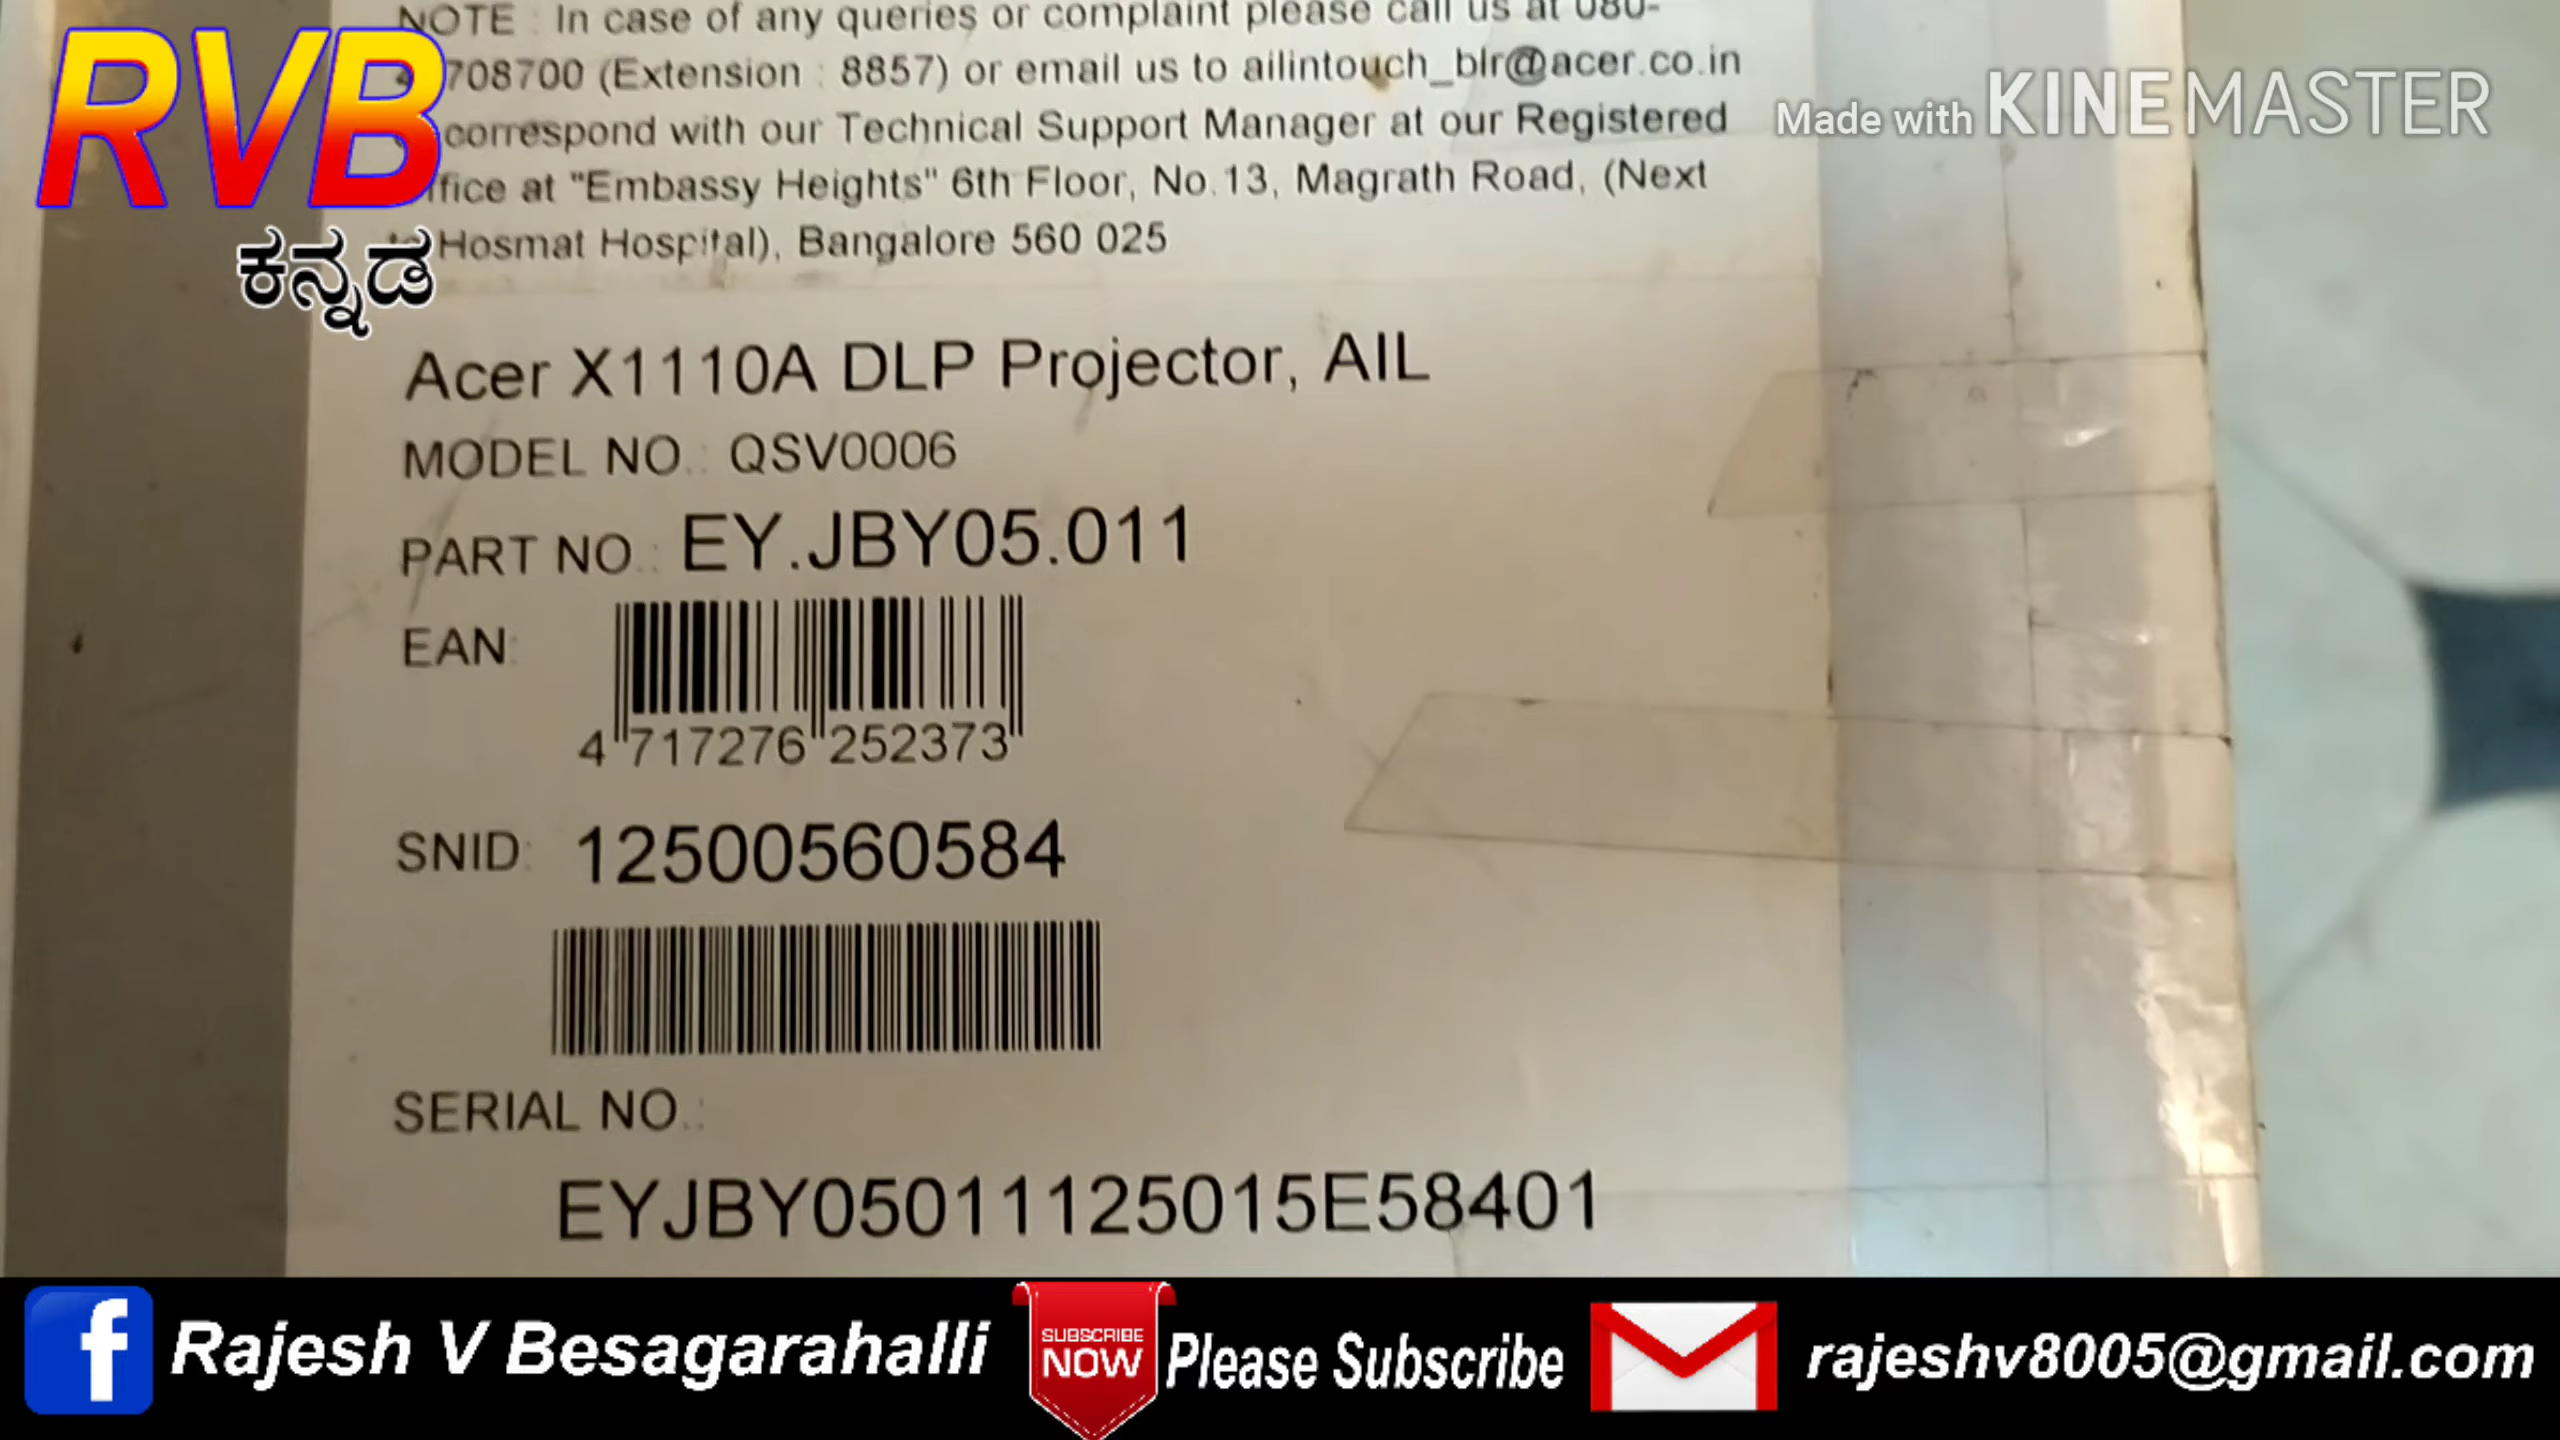 NOTE : In case of any queries or complaint please call us at 080-
708700 (Extension : 8857) or email us to ailintouch_blr@acer.co.in
correspond with our Technical Support Manager at our Registered
ffice at "Embassy Heights" 6th Floor, No.13, Magrath Road, (Next
to Hosmat Hospital), Bangalore 560 025
RVB
ಕನ್ನಡ
Made with KINEMASTER
Acer X1110A DLP Projector, AIL
MODEL NO.: QSV0006
PART NO.: EY.JBY05.011
EAN:
4 717276 252373
SNID: 12500560584
SERIAL NO.:
EYJBY05011125015E58401
f Rajesh V Besagarahalli
SUBSCRIBE
NOW
Please Subscribe
rajeshv8005@gmail.com